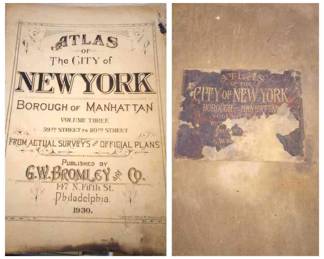 ATLAS
OF
The CITY of
NEW YORK
BOROUGH OF MANHATTAN
VOLUME THREE
59TH STREET TO 110TH STREET
FROM ACTUAL SURVEYS AND OFFICIAL PLANS
PUBLISHED BY
G.W. BROMLEY AND CO.
147 N. Fifth St.
Philadelphia.
1930.
ATLAS
OF THE
CITY OF NEW YORK
BOROUGH OF MANHATTAN